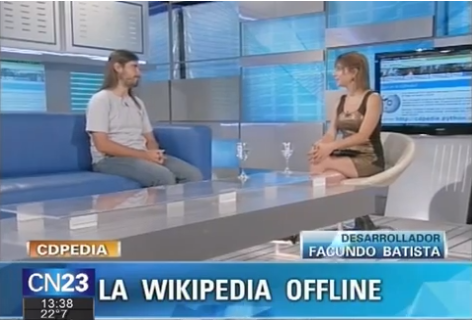 CDPEDIA
DESARROLLADOR
FACUNDO BATISTA
CN23
LA WIKIPEDIA OFFLINE
13:38
22°7